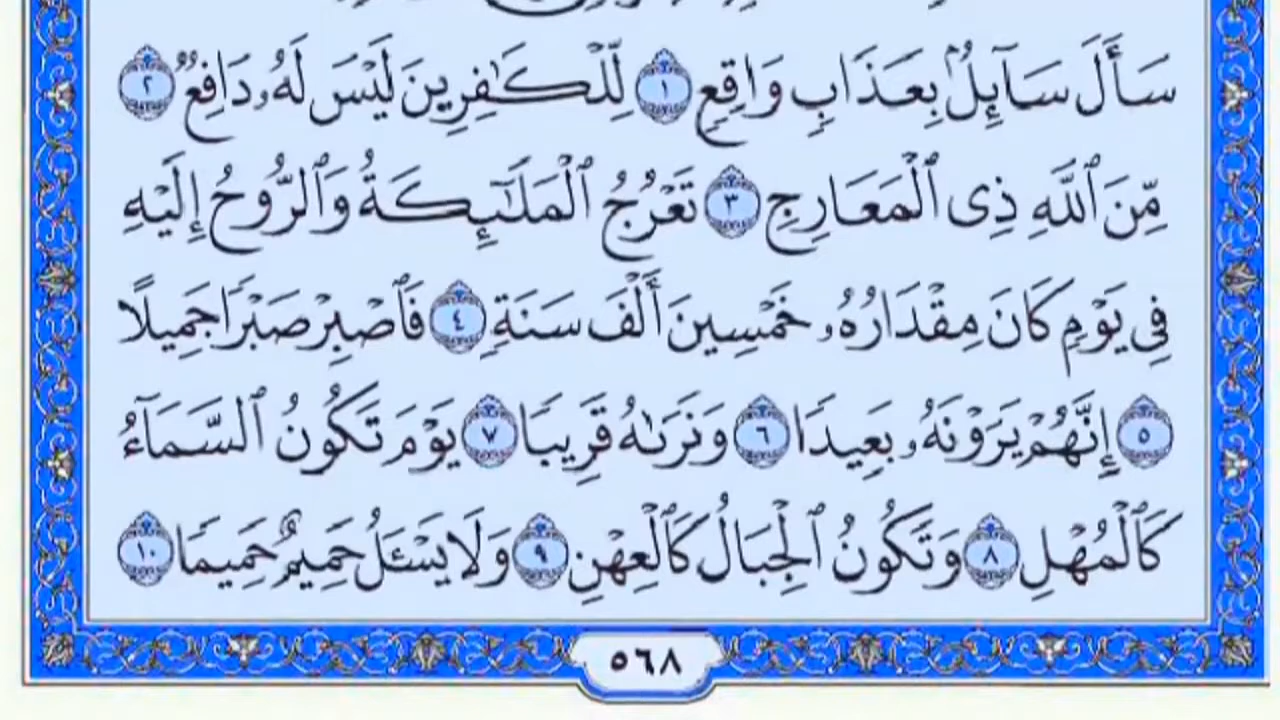 سَأَلَ سَآئِلُۢ بِعَذَابٖ وَاقِعٖ ١ لِّلۡكَٰفِرِينَ لَيۡسَ لَهُۥ دَافِعٞ ٢
مِّنَ ٱللَّهِ ذِي ٱلۡمَعَارِجِ ٣ تَعۡرُجُ ٱلۡمَلَٰٓئِكَةُ وَٱلرُّوحُ إِلَيۡهِ
فِي يَوۡمٖ كَانَ مِقۡدَارُهُۥ خَمۡسِينَ أَلۡفَ سَنَةٖ ٤ فَٱصۡبِرۡ صَبۡرٗا جَمِيلًا
٥ إِنَّهُمۡ يَرَوۡنَهُۥ بَعِيدٗا ٦ وَنَرَىٰهُ قَرِيبٗا ٧ يَوۡمَ تَكُونُ ٱلسَّمَآءُ
كَٱلۡمُهۡلِ ٨ وَتَكُونُ ٱلۡجِبَالُ كَٱلۡعِهۡنِ ٩ وَلَا يَسۡـَٔلُ حَمِيمٌ حَمِيمٗا ١٠
٥٦٨